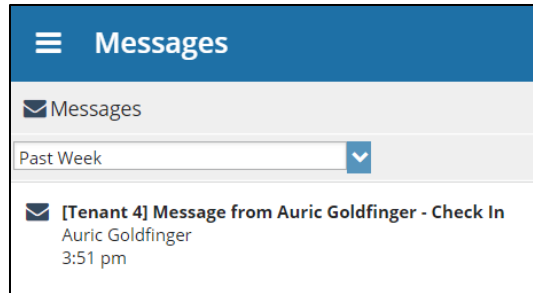 Messages
Messages
Past Week
[Tenant 4] Message from Auric Goldfinger - Check In
Auric Goldfinger
3:51 pm